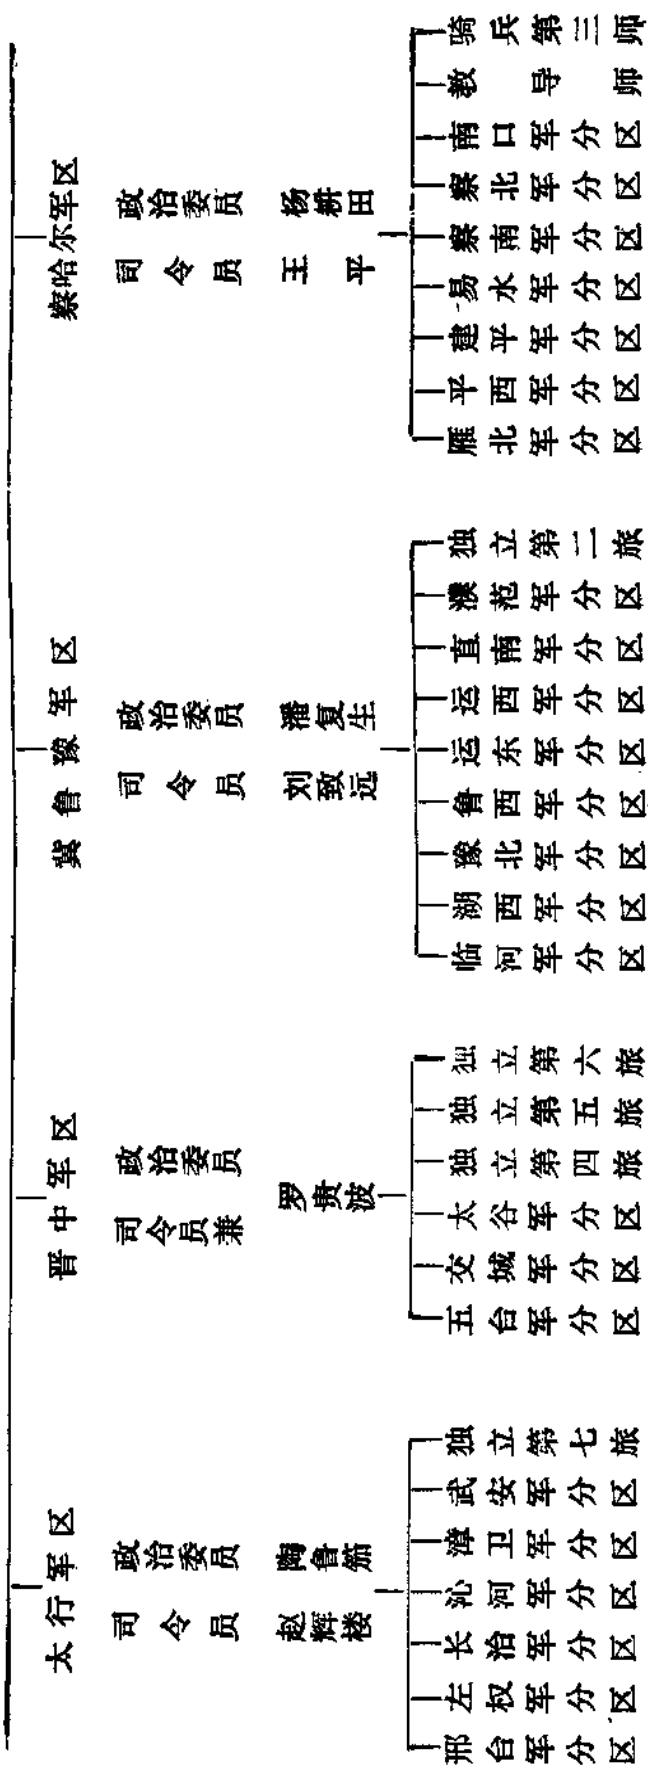 太行军区
司令员 赵辉楼
政治委员 陶鲁笳
邢台军分区
左权军分区
长治军分区
沁河军分区
漳卫军分区
武安军分区
独立第七旅
晋中军区
司令员兼
政治委员
罗贵波
五台军分区
交城军分区
太谷军分区
独立第四旅
独立第五旅
独立第六旅
冀鲁豫军区
司令员 刘致远
政治委员 潘复生
临河军分区
湖西军分区
豫北军分区
鲁西军分区
运东军分区
运西军分区
直南军分区
濮范军分区
独立第二旅
察哈尔军区
司令员 王平
政治委员 杨耕田
雁北军分区
平西军分区
建平军分区
易水军分区
察南军分区
察北军分区
南口军分区
教导师
骑兵第三师